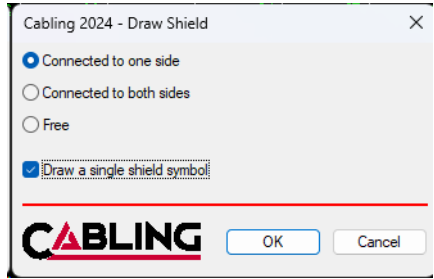 Cabling 2024 - Draw Shield
Connected to one side
Connected to both sides
Free
Draw a single shield symbol
CABLING
OK
Cancel